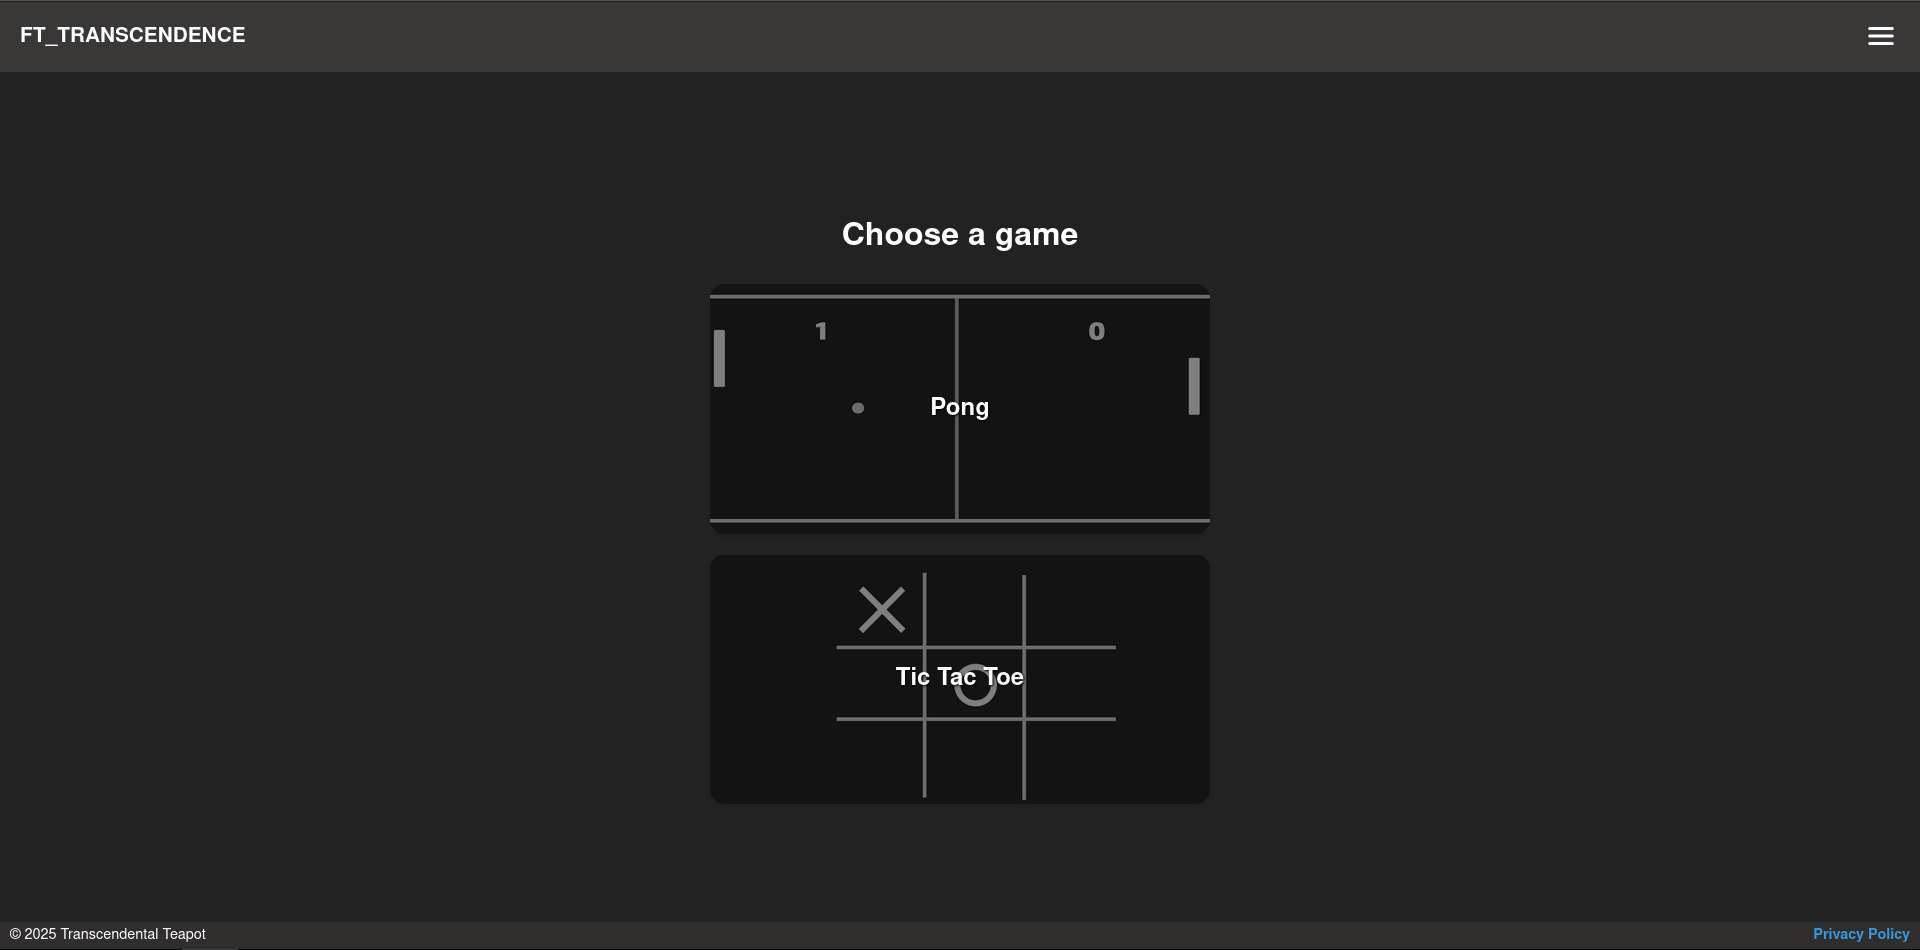 FT_TRANSCENDENCE
Choose a game
1 0
Pong
Tic Tac Toe
© 2025 Transcendental Teapot
Privacy Policy